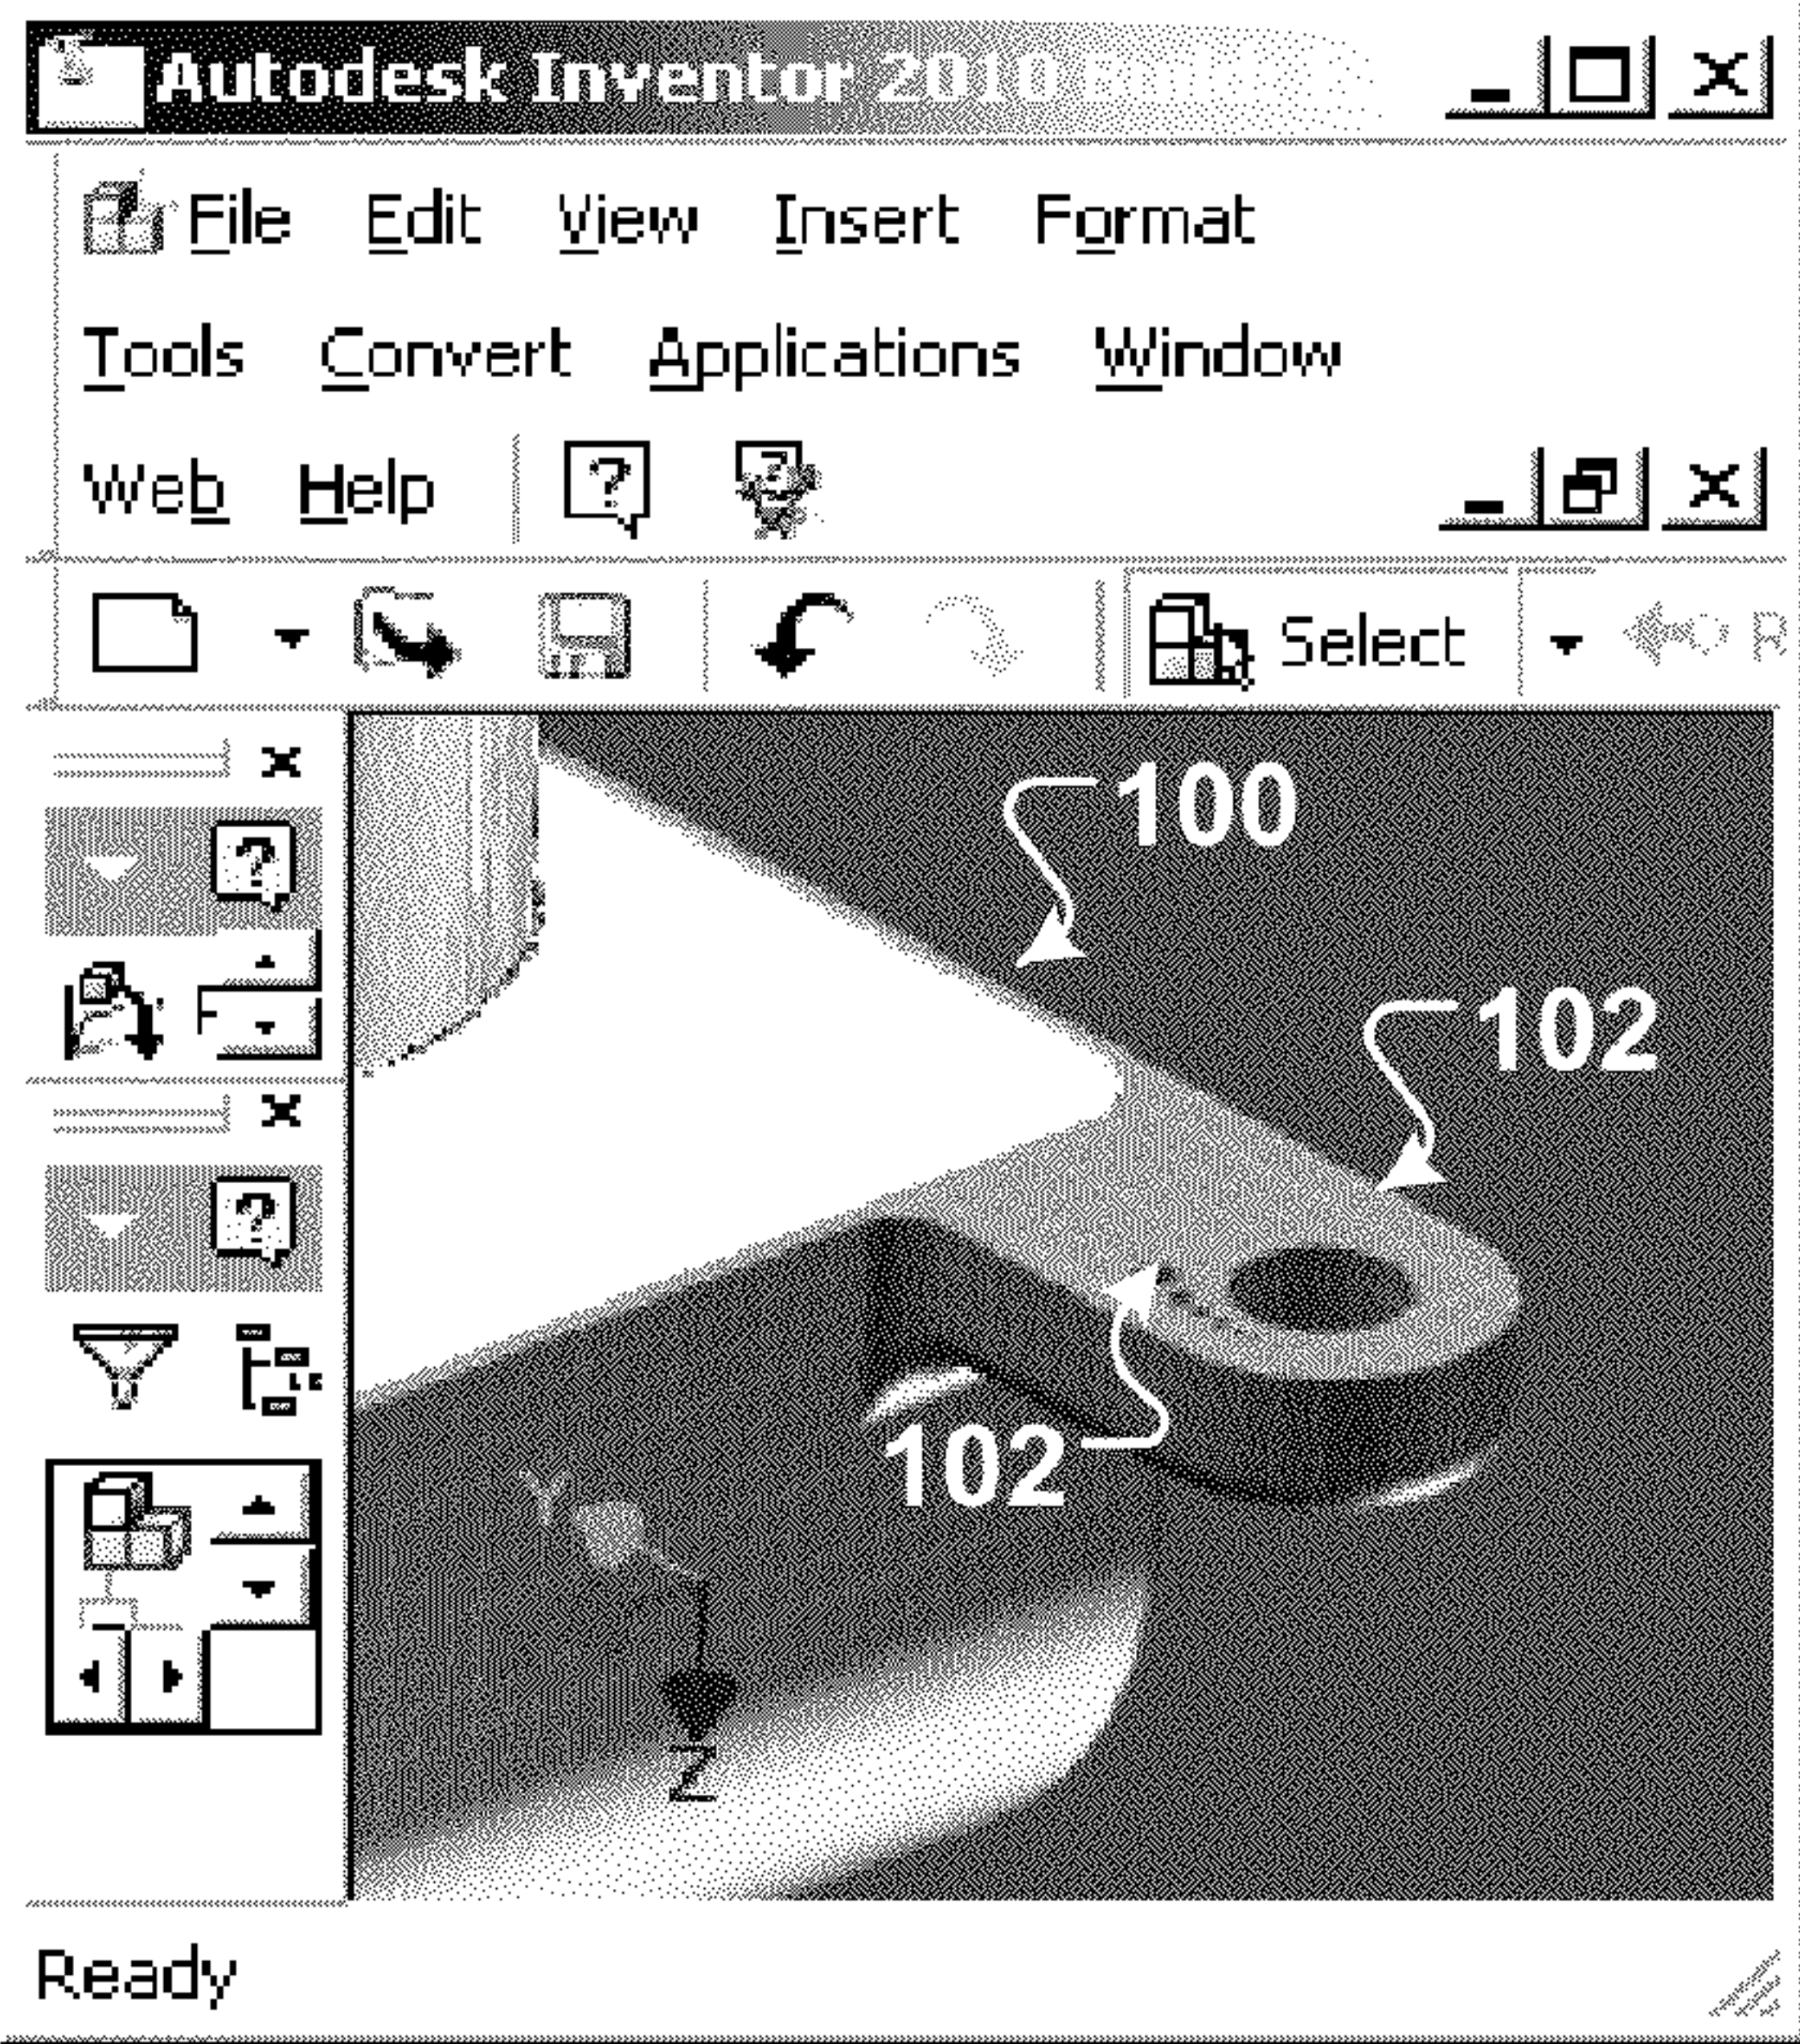 Autodesk Inventor 2010
File Edit View Insert Format
Tools Convert Applications Window
Web Help
Select R
100
102
102
Y
Z
Ready